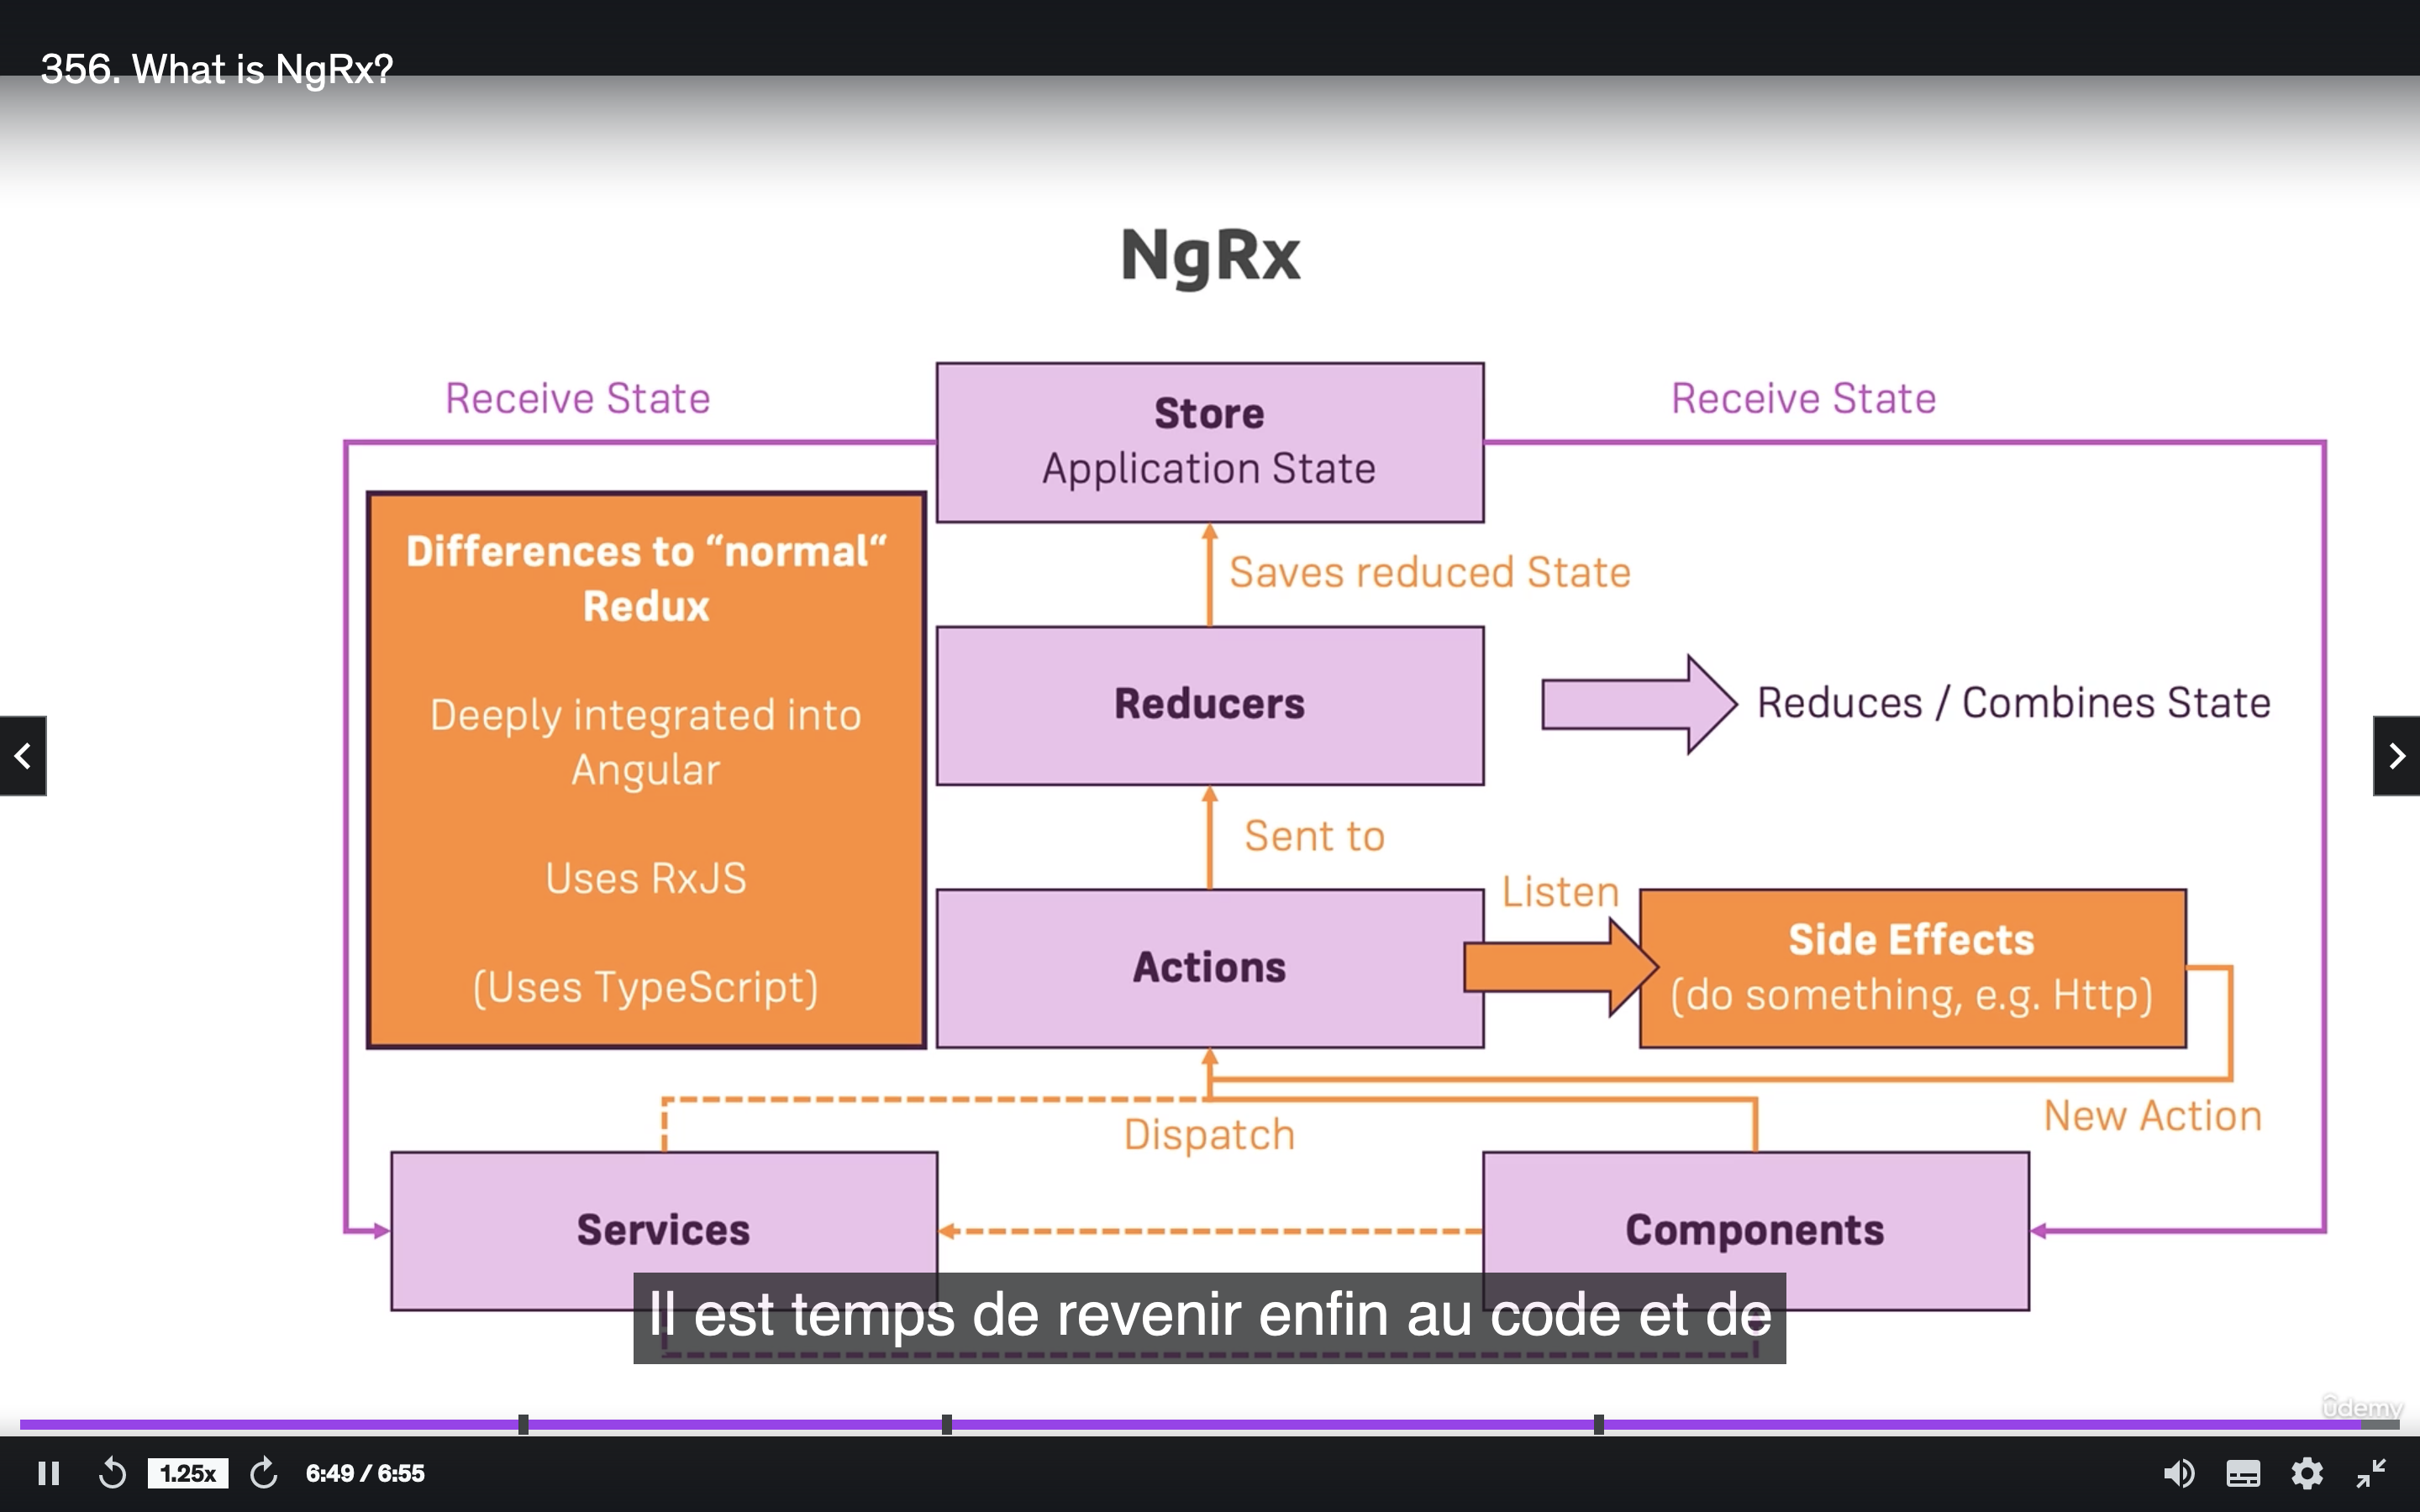 356. What is NgRx?
NgRx
Receive State
Receive State
Store
Application State
Differences to “normal“
Redux
Deeply integrated into
Angular
Uses RxJS
(Uses TypeScript)
Saves reduced State
Reducers
Reduces / Combines State
Sent to
Listen
Actions
Side Effects
(do something, e.g. Http)
Dispatch
New Action
Services
Components
Il est temps de revenir enfin au code et de
ûdemy
1.25x
6:49 / 6:55